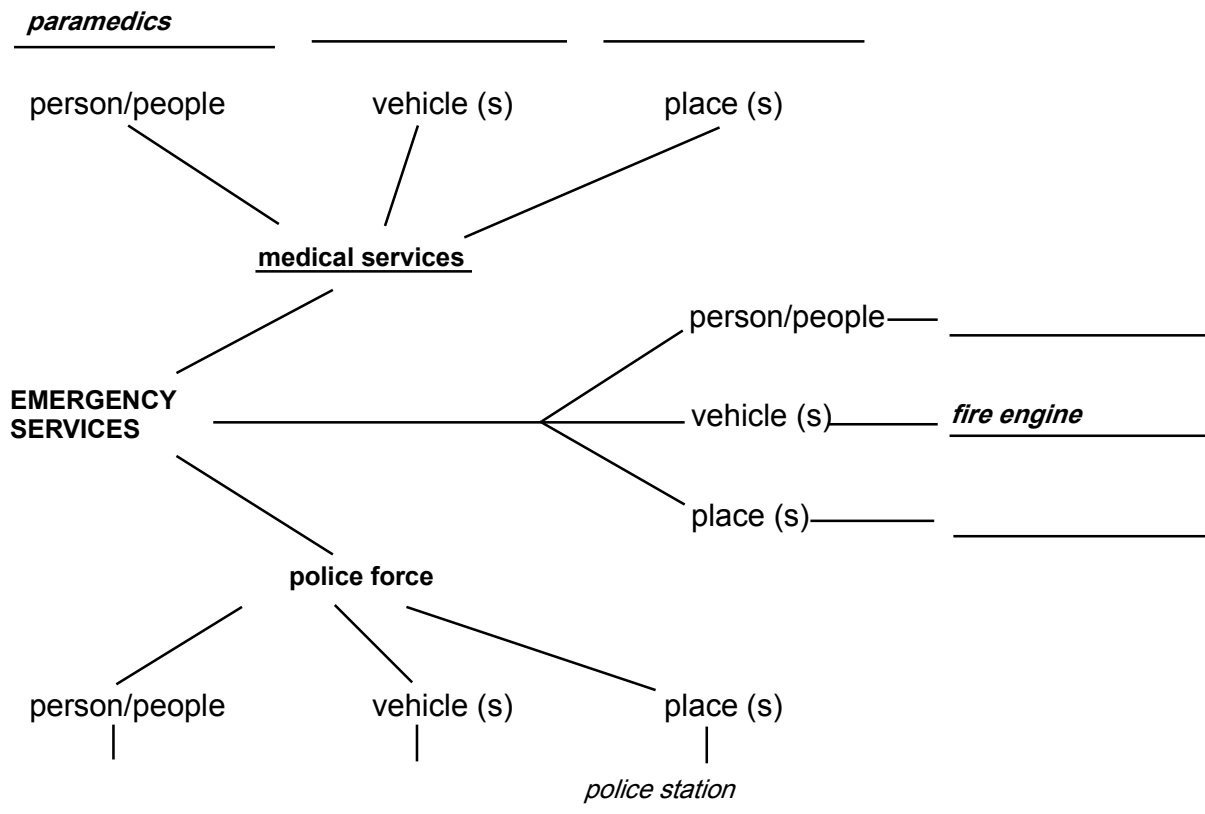 paramedics
person/people
vehicle (s)
place (s)
medical services
person/people
EMERGENCY
SERVICES
vehicle (s)
fire engine
place (s)
police force
person/people
vehicle (s)
place (s)
police station